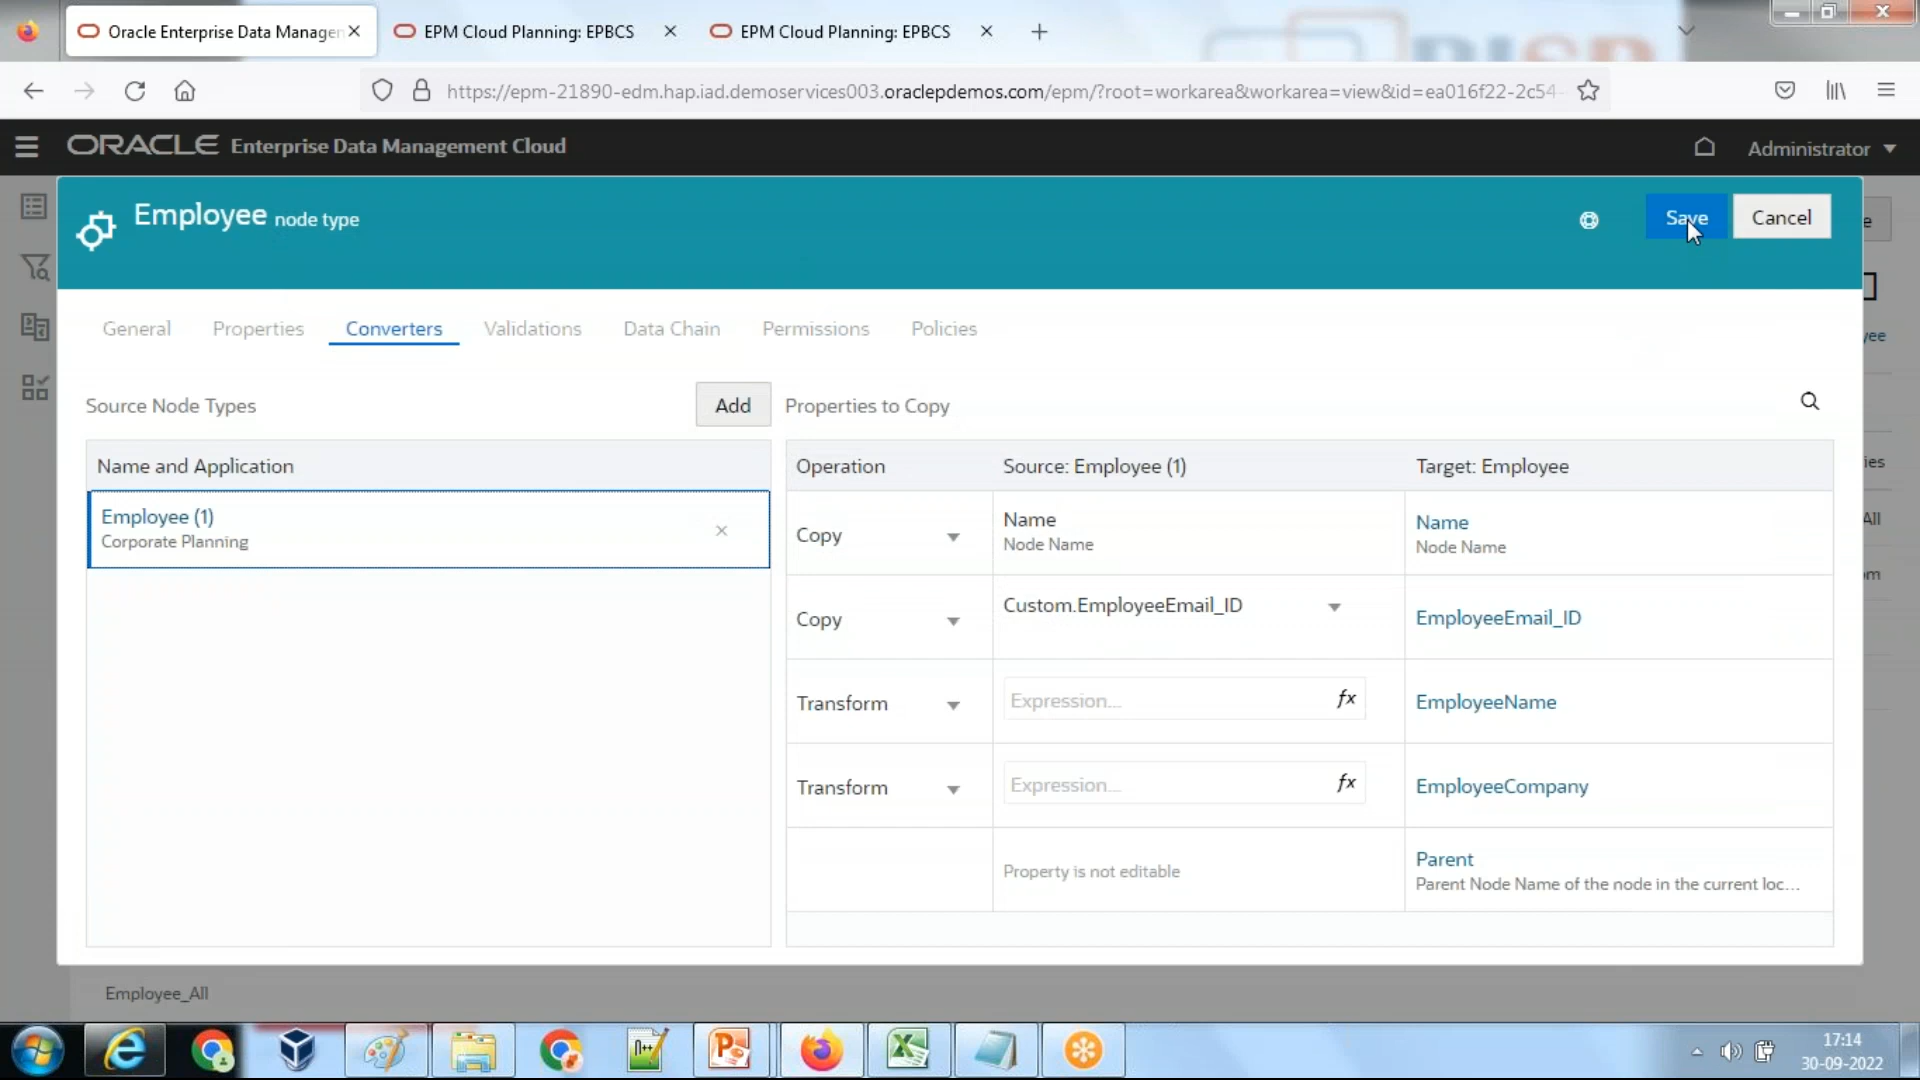 Oracle Enterprise Data Manager
EPM Cloud Planning: EPBCS
EPM Cloud Planning: EPBCS
https://epm-21890-edm.hap.iad.demoservices003.oraclepdemos.com/epm/?root=workarea&workarea=view&id=ea016f22-2c54-
ORACLE Enterprise Data Management Cloud
Administrator
Employee node type
Save
Cancel
General
Properties
Converters
Validations
Data Chain
Permissions
Policies
Source Node Types
Add
Properties to Copy
Name and Application
Operation
Source: Employee (1)
Target: Employee
Employee (1)
Corporate Planning
Copy
Name
Node Name
Name
Node Name
Copy
Custom.EmployeeEmail_ID
EmployeeEmail_ID
Transform
Expression...
fx
EmployeeName
Transform
Expression...
fx
EmployeeCompany
Property is not editable
Parent
Parent Node Name of the node in the current loc...
Employee_All
17:14
30-09-2022